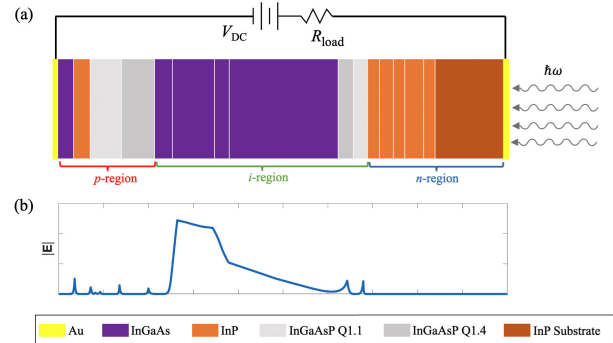 (a)
V_DC
R_load
ħω
p-region
i-region
n-region
(b)
|E|
Au
InGaAs
InP
InGaAsP Q1.1
InGaAsP Q1.4
InP Substrate